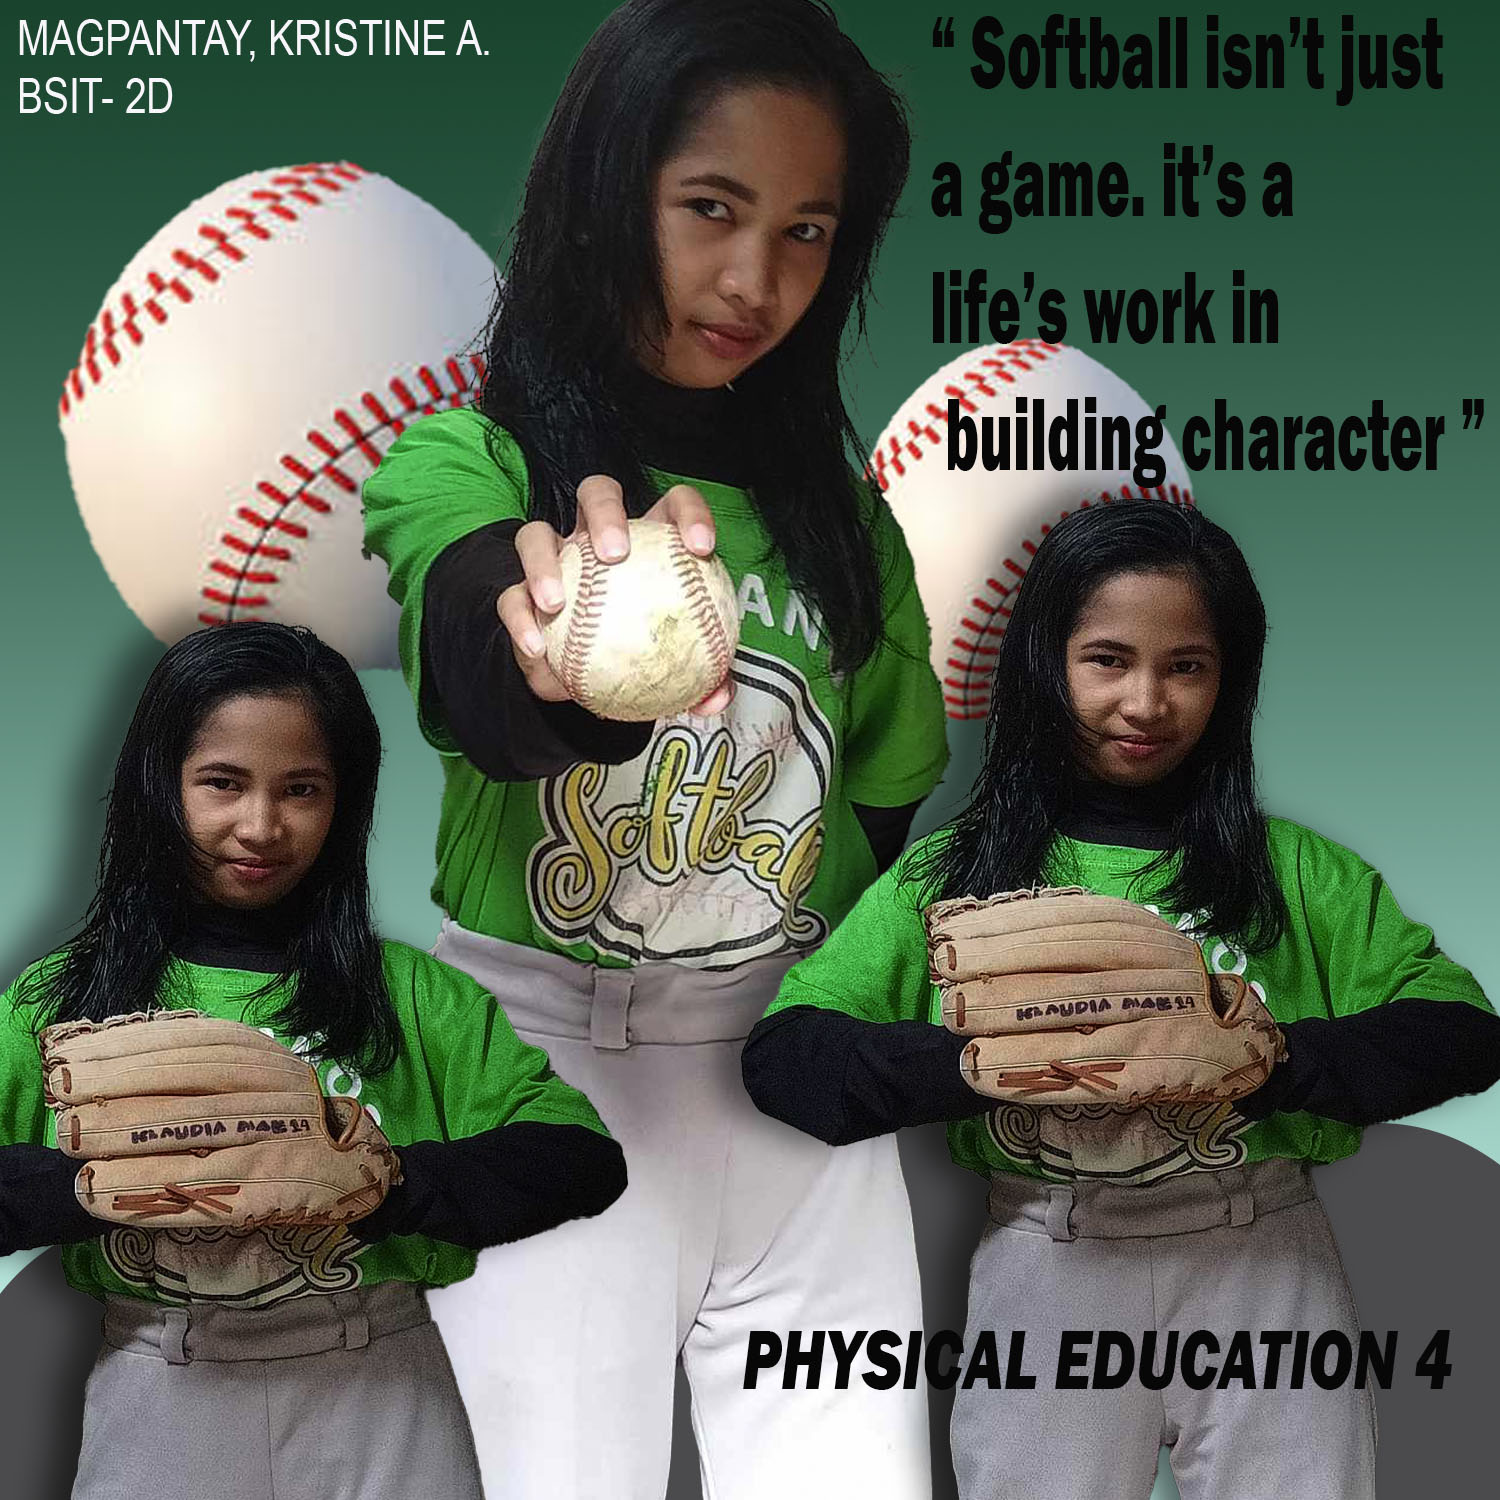 MAGPANTAY, KRISTINE A.
BSIT- 2D
“ Softball isn’t just
a game. it’s a
life’s work in
building character ”
AN
Softball
KLAUDIA MAE 14
KLAUDIA MAE 14
PHYSICAL EDUCATION 4